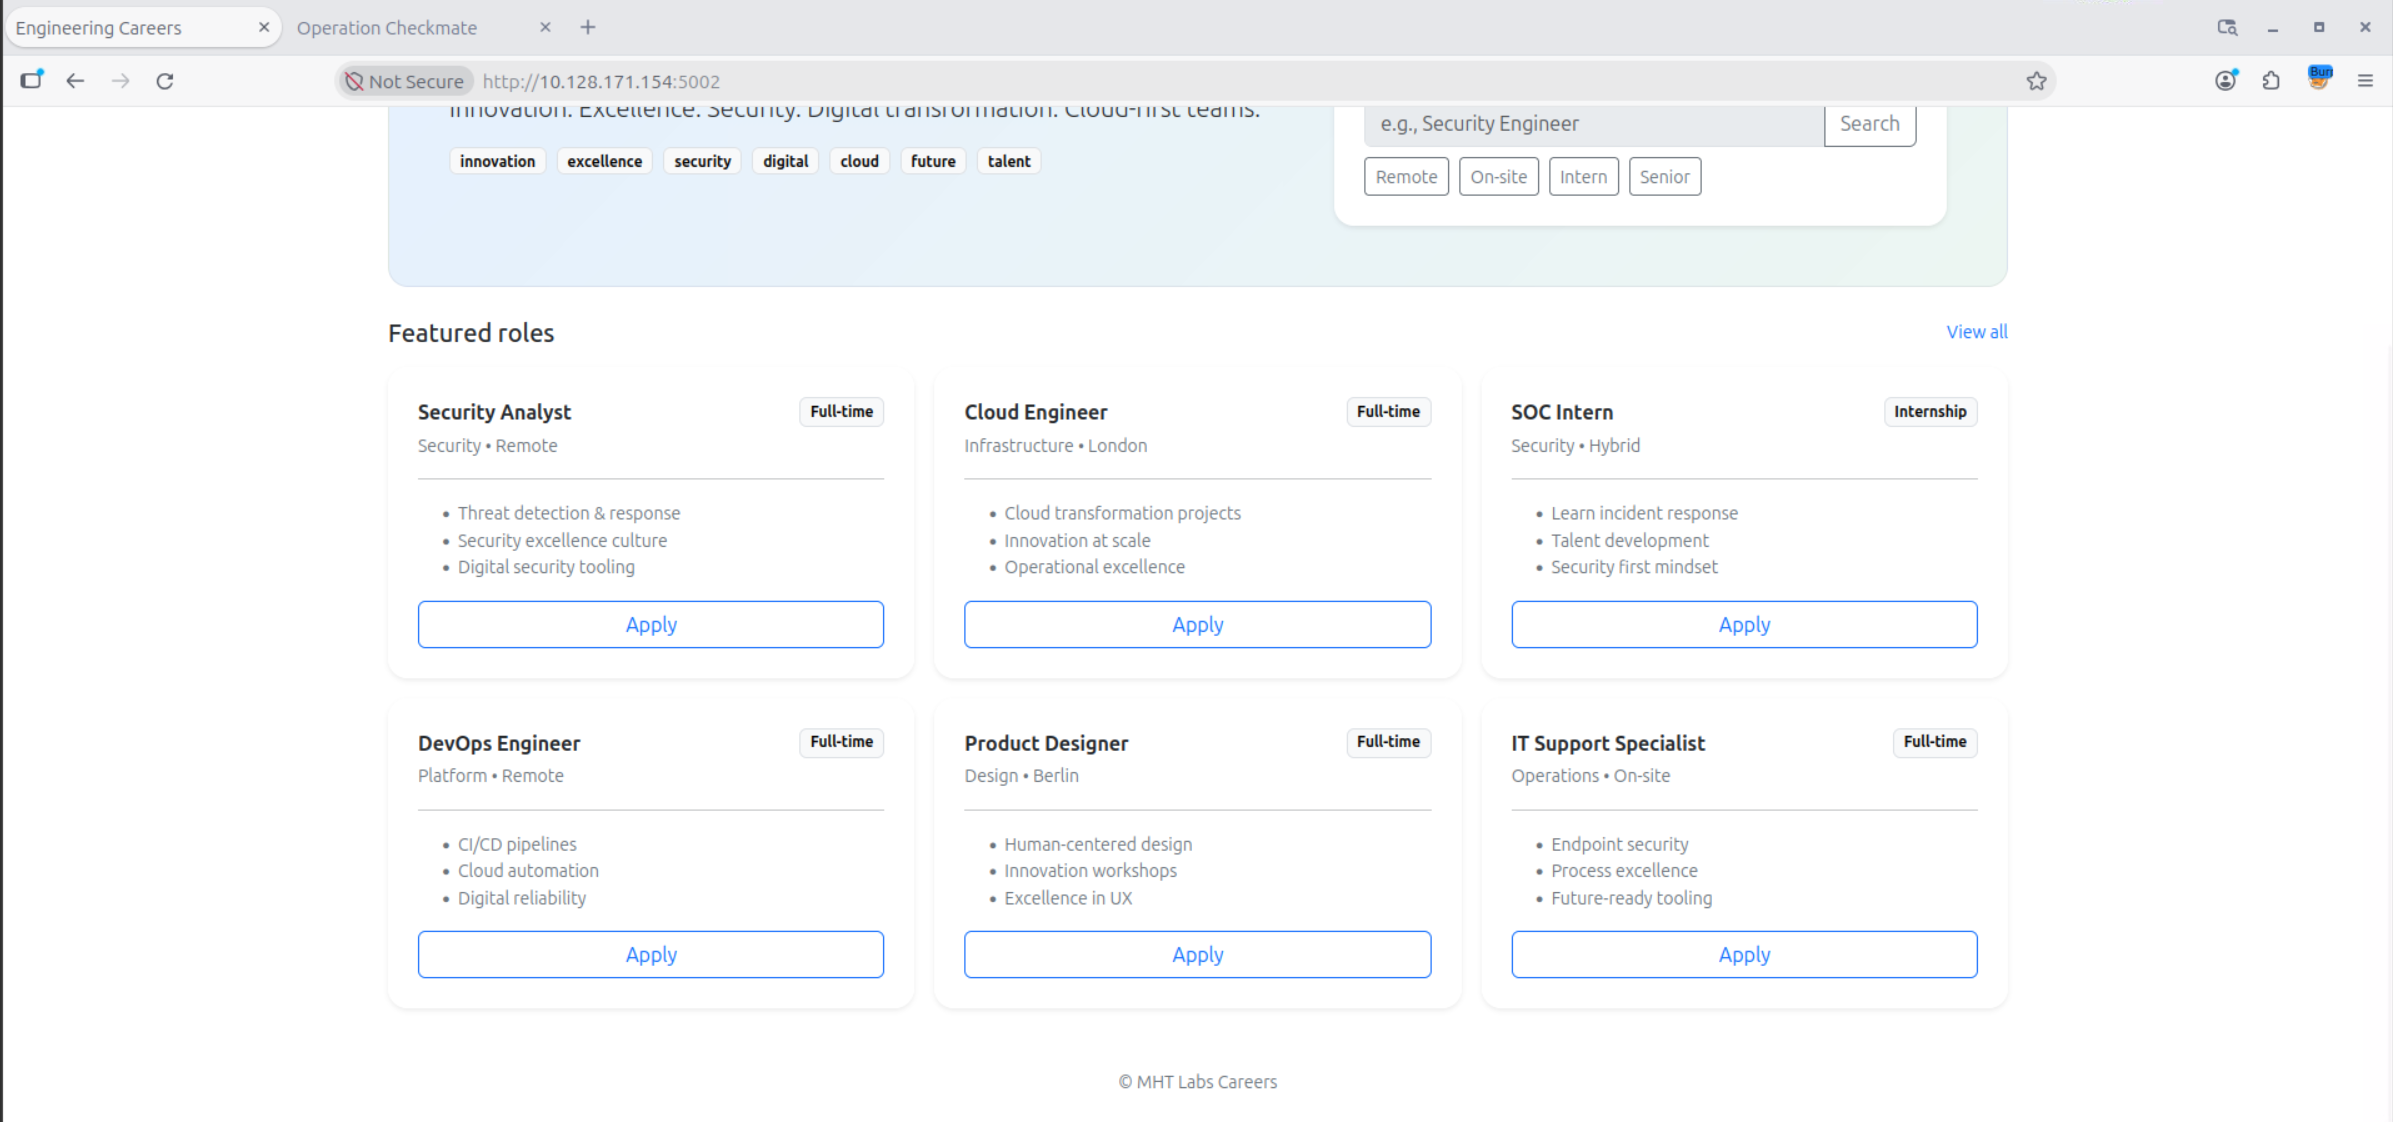 Engineering Careers
Operation Checkmate
Not Secure http://10.128.171.154:5002
Bur
Innovation. Excellence. Security. Digital transformation. Cloud-first teams.
innovation excellence security digital cloud future talent
e.g., Security Engineer
Search
Remote On-site Intern Senior
Featured roles
View all
Security Analyst
Full-time
Security • Remote
• Threat detection & response
• Security excellence culture
• Digital security tooling
Apply
Cloud Engineer
Full-time
Infrastructure • London
• Cloud transformation projects
• Innovation at scale
• Operational excellence
Apply
SOC Intern
Internship
Security • Hybrid
• Learn incident response
• Talent development
• Security first mindset
Apply
DevOps Engineer
Full-time
Platform • Remote
• CI/CD pipelines
• Cloud automation
• Digital reliability
Apply
Product Designer
Full-time
Design • Berlin
• Human-centered design
• Innovation workshops
• Excellence in UX
Apply
IT Support Specialist
Full-time
Operations • On-site
• Endpoint security
• Process excellence
• Future-ready tooling
Apply
© MHT Labs Careers